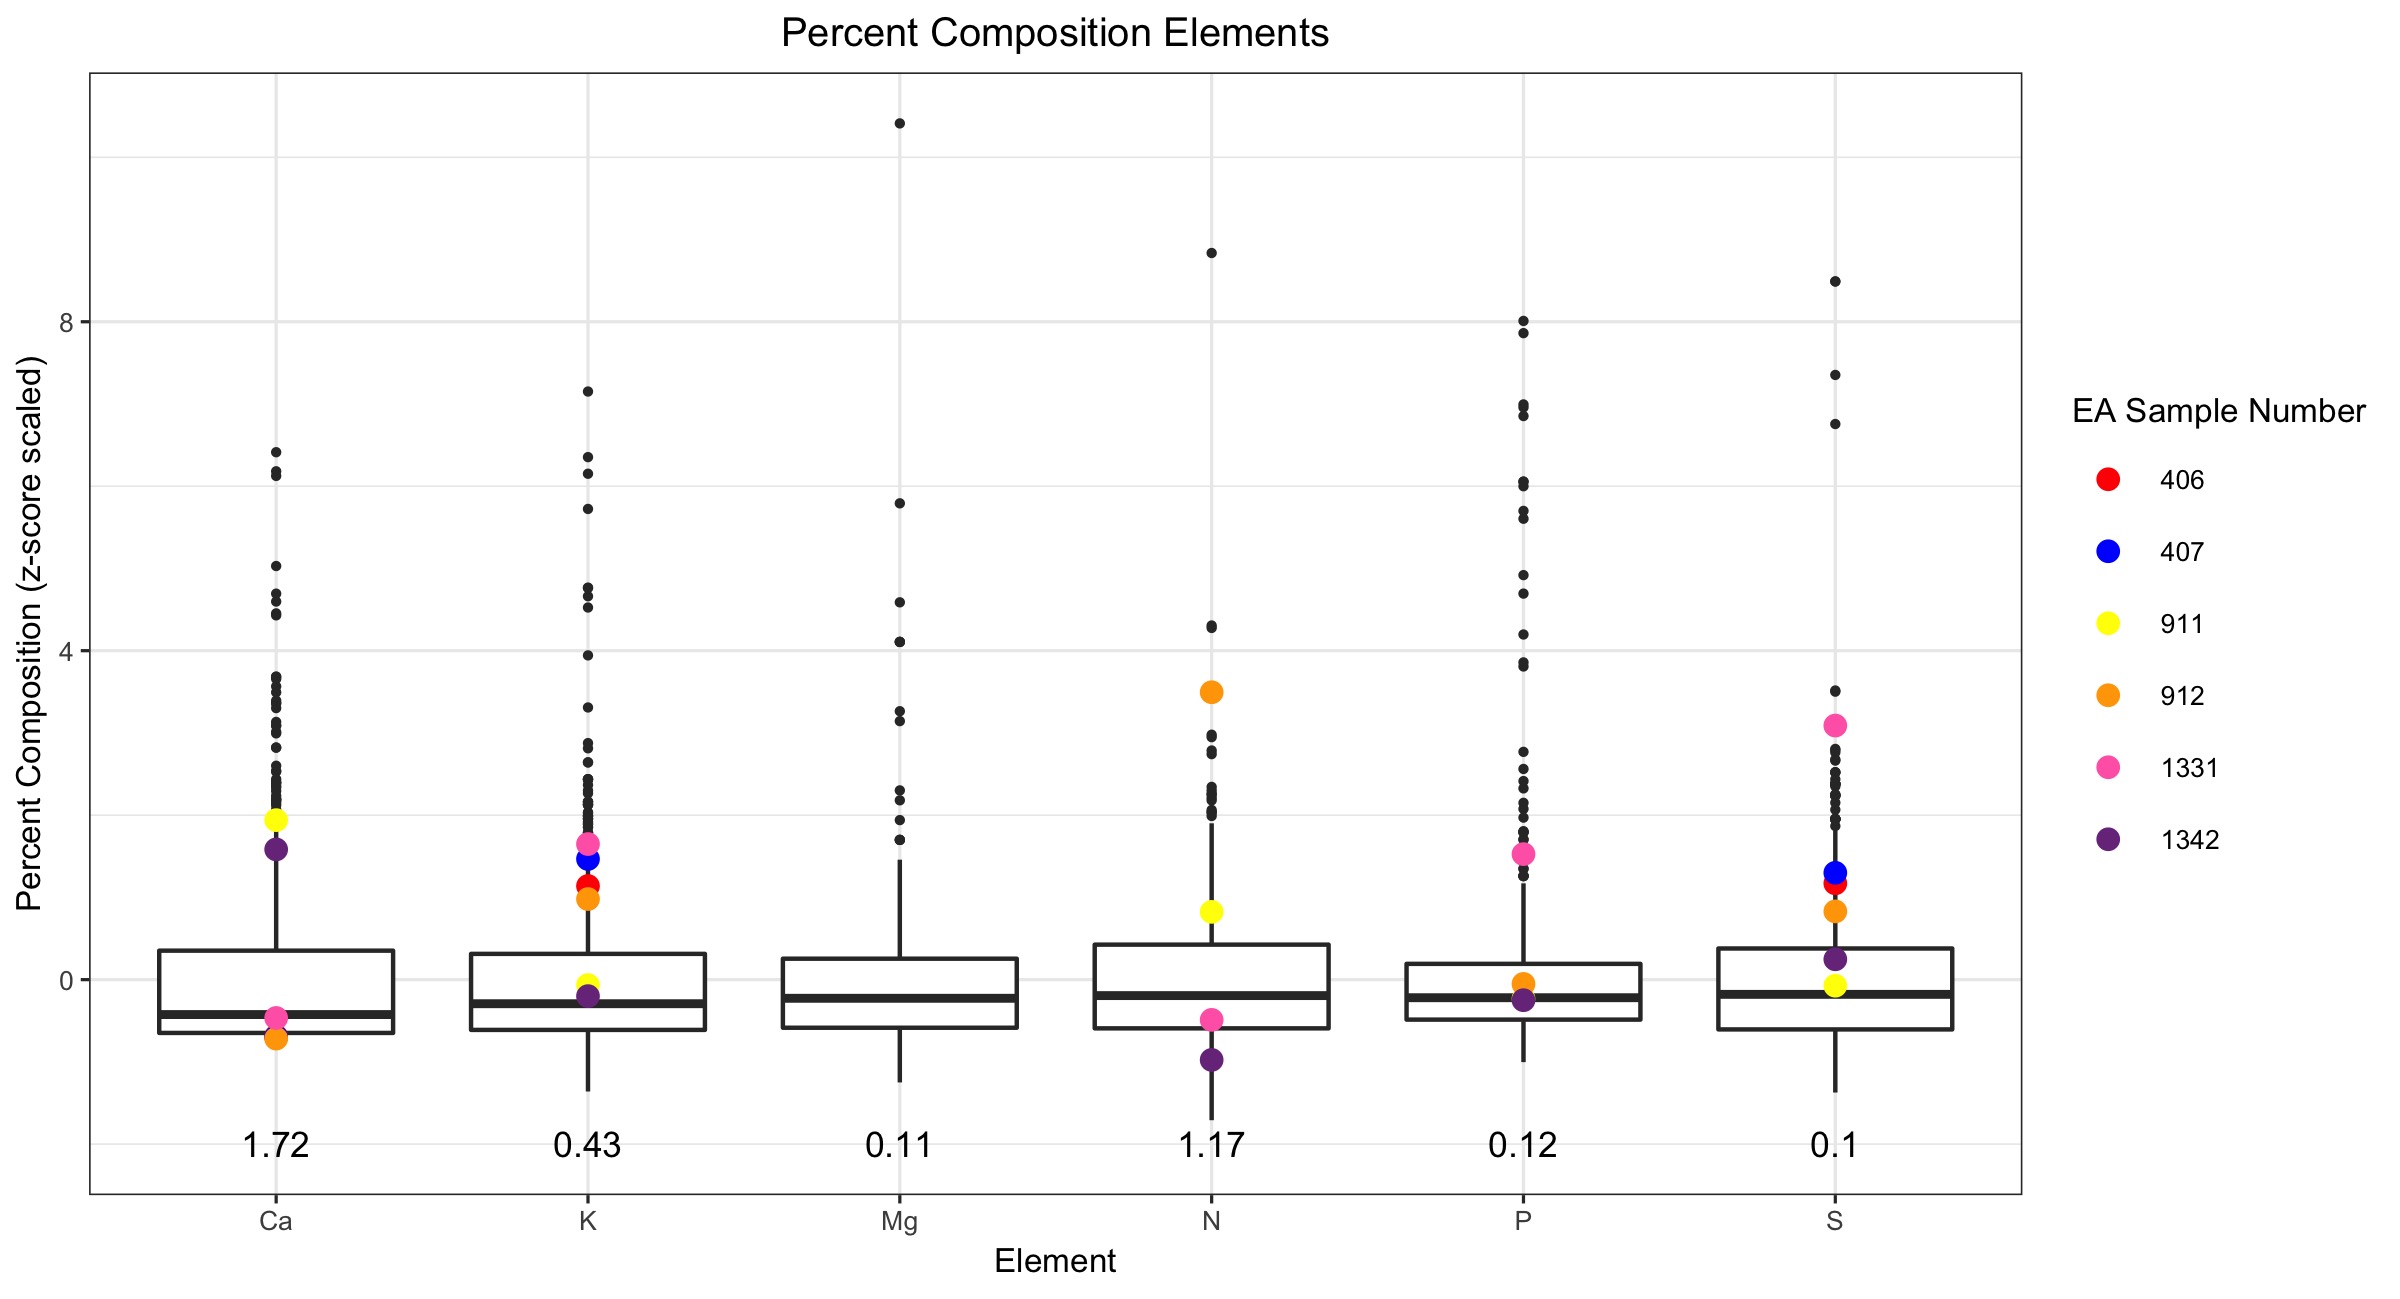 Percent Composition Elements
Percent Composition (z-score scaled)
8
4
0
1.72 0.43 0.11 1.17 0.12 0.1
Ca K Mg N P S
Element
EA Sample Number
406
407
911
912
1331
1342